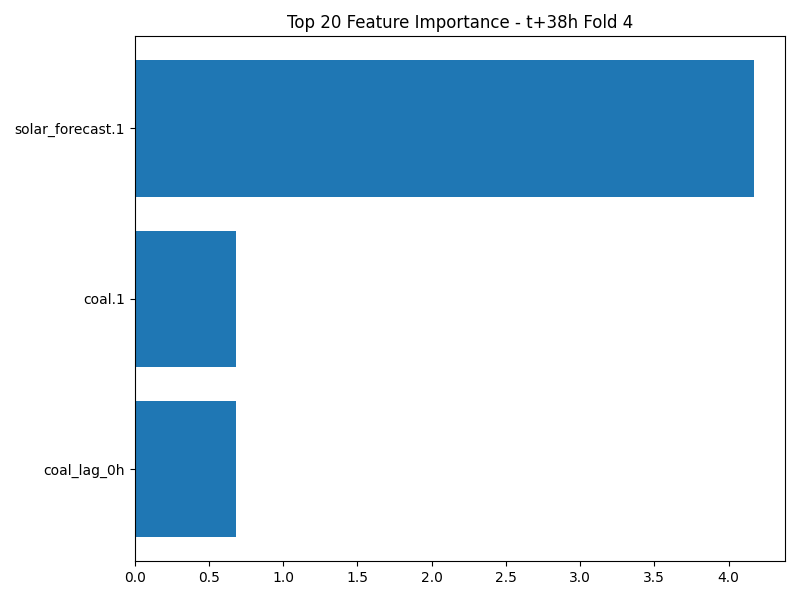 Top 20 Feature Importance - t+38h Fold 4
solar_forecast.1
coal.1
coal_lag_0h
0.0 0.5 1.0 1.5 2.0 2.5 3.0 3.5 4.0